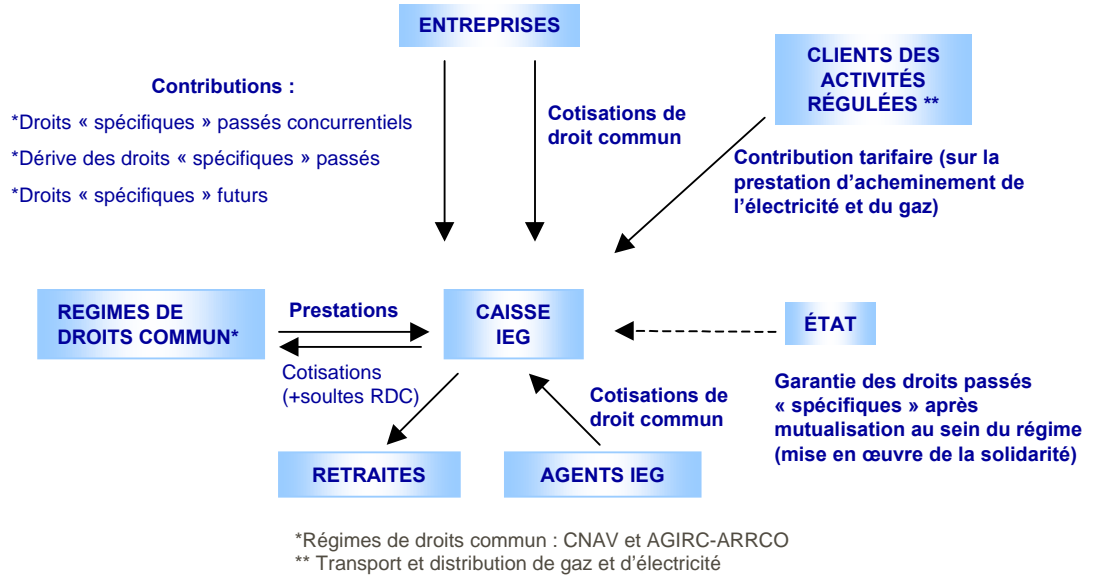 ENTREPRISES
CLIENTS DES
ACTIVITÉS
RÉGULÉES **
Contributions :
*Droits « spécifiques » passés concurrentiels
*Dérive des droits « spécifiques » passés
*Droits « spécifiques » futurs
Cotisations de
droit commun
Contribution tarifaire (sur la
prestation d’acheminement de
l’électricité et du gaz)
REGIMES DE
DROITS COMMUN*
Prestations
Cotisations
(+soultes RDC)
CAISSE
IEG
ÉTAT
Garantie des droits passés
« spécifiques » après
mutualisation au sein du régime
(mise en œuvre de la solidarité)
Cotisations de
droit commun
RETRAITES
AGENTS IEG
*Régimes de droits commun : CNAV et AGIRC-ARRCO
** Transport et distribution de gaz et d’électricité